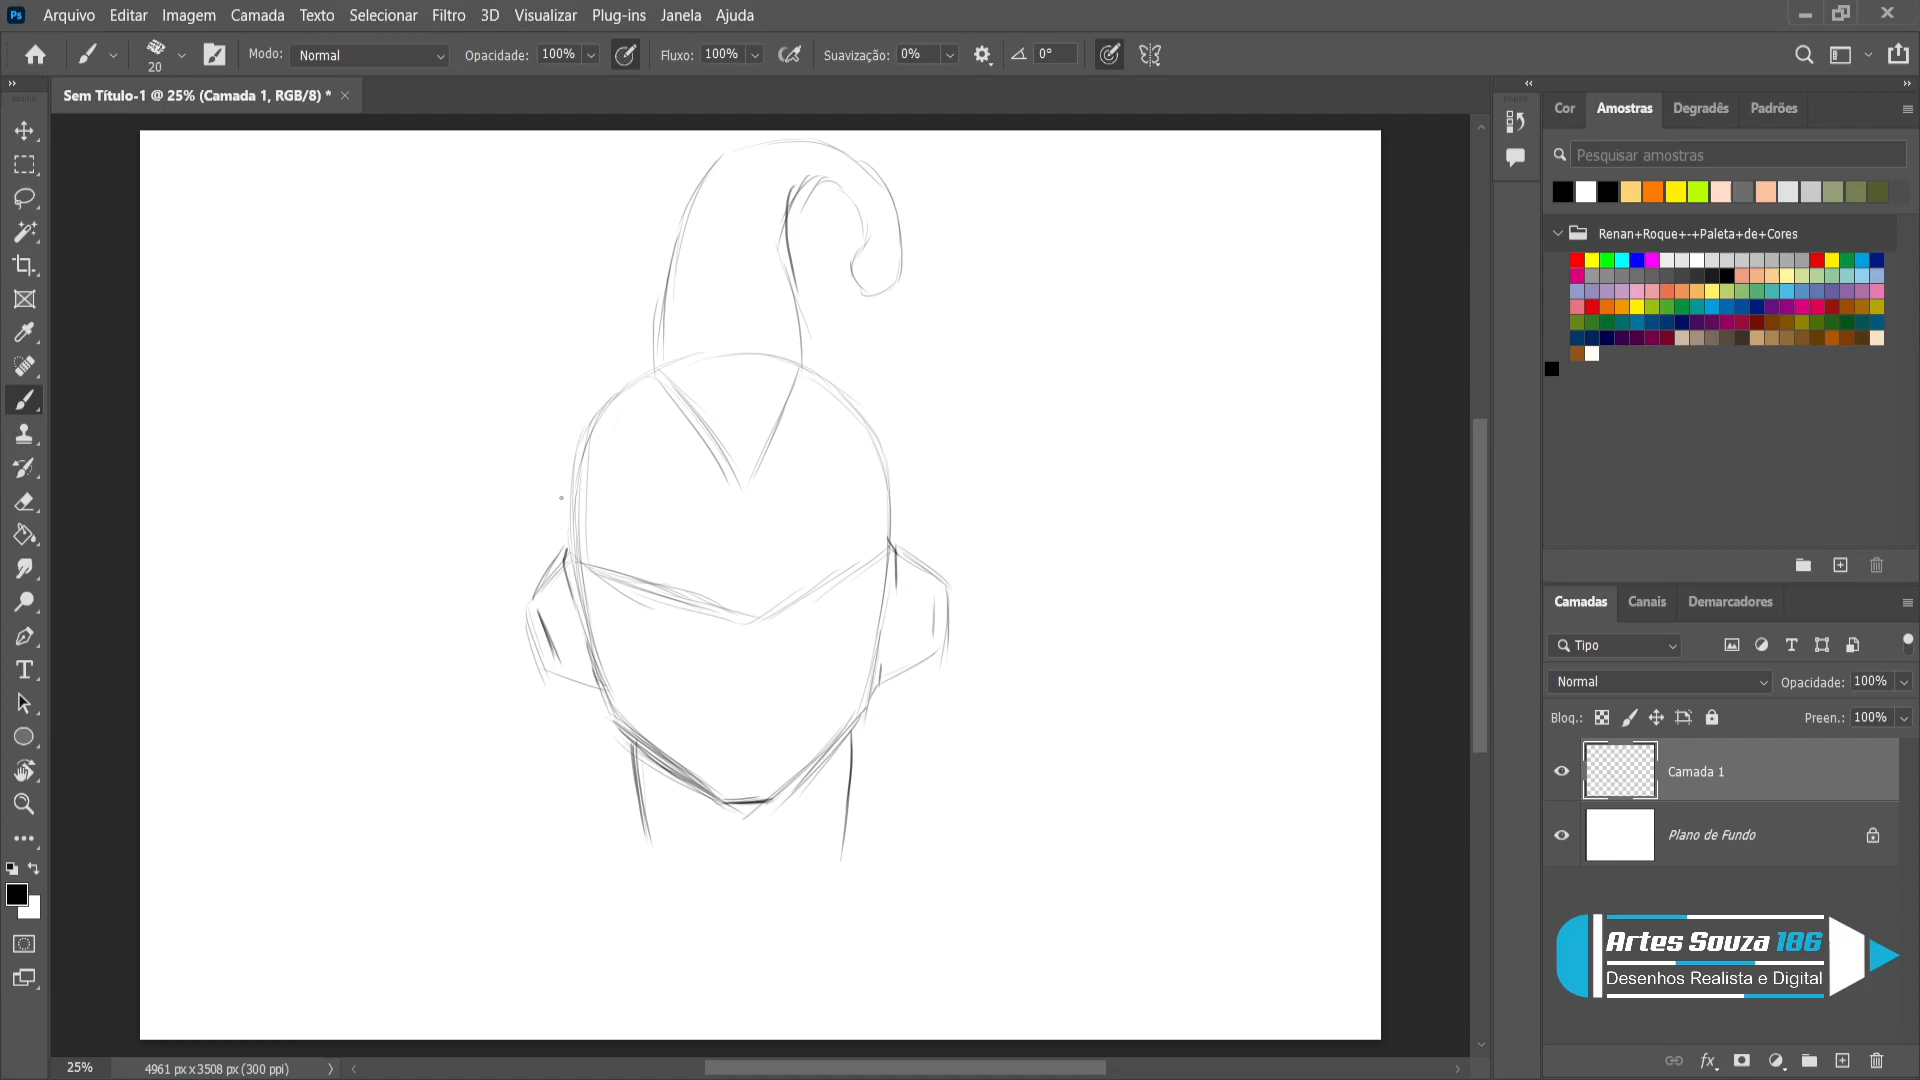 Ps Arquivo Editar Imagem Camada Texto Selecionar Filtro 3D Visualizar Plug-ins Janela Ajuda
20 Modo: Normal Opacidade: 100% Fluxo: 100% Suavização: 0% 0°
Sem Título-1 @ 25% (Camada 1, RGB/8) *
Cor Amostras Degradês Padrões
Pesquisar amostras
Renan+Roque+-+Paleta+de+Cores
Camadas Canais Demarcadores
Tipo
Normal Opacidade: 100%
Bloq.: Preen.: 100%
Camada 1
Plano de Fundo
Artes Souza 186
Desenhos Realista e Digital
25% 4961 px x 3508 px (300 ppi)